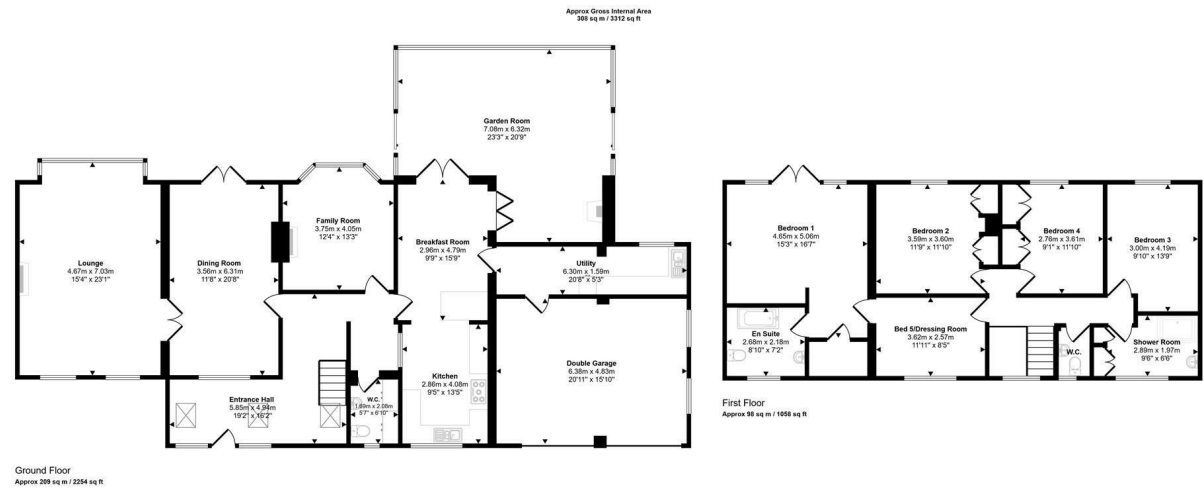 Approx Gross Internal Area
308 sq m / 3312 sq ft
Garden Room
7.08m x 6.32m
23'3" x 20'9"
Family Room
3.75m x 4.05m
12'4" x 13'3"
Breakfast Room
2.96m x 4.79m
9'9" x 15'9"
Lounge
4.67m x 7.03m
15'4" x 23'1"
Dining Room
3.56m x 6.31m
11'8" x 20'8"
Utility
6.30m x 1.59m
20'8" x 5'3"
Double Garage
6.38m x 4.83m
20'11" x 15'10"
Kitchen
2.86m x 4.08m
9'5" x 13'5"
W.C.
1.69m x 2.08m
5'7" x 6'10"
Entrance Hall
5.85m x 4.94m
19'2" x 16'2"
Ground Floor
Approx 209 sq m / 2254 sq ft
Bedroom 1
4.65m x 5.06m
15'3" x 16'7"
Bedroom 2
3.59m x 3.60m
11'9" x 11'10"
Bedroom 4
2.76m x 3.61m
9'1" x 11'10"
Bedroom 3
3.00m x 4.19m
9'10" x 13'9"
En Suite
2.68m x 2.18m
8'10" x 7'2"
Bed 5/Dressing Room
3.62m x 2.57m
11'11" x 8'5"
W.C.
Shower Room
2.89m x 1.97m
9'6" x 6'6"
First Floor
Approx 98 sq m / 1058 sq ft